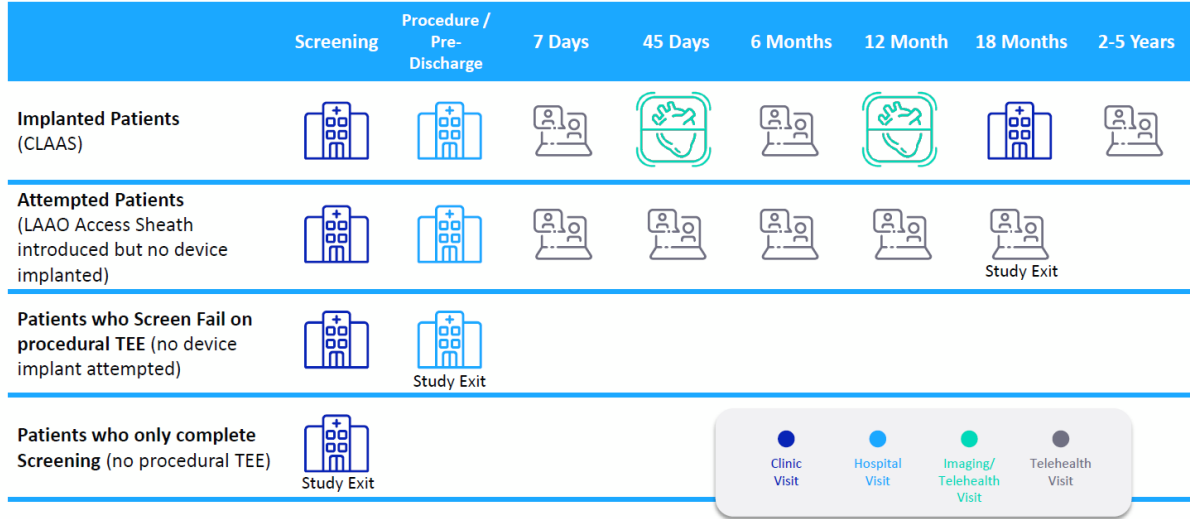 Screening
Procedure /
Pre-
Discharge
7 Days
45 Days
6 Months
12 Month
18 Months
2-5 Years
Implanted Patients
(CLAAS)
Attempted Patients
(LAAO Access Sheath
introduced but no device
implanted)
Study Exit
Patients who Screen Fail on
procedural TEE (no device
implant attempted)
Study Exit
Patients who only complete
Screening (no procedural TEE)
Study Exit
Clinic
Visit
Hospital
Visit
Imaging/
Telehealth
Visit
Telehealth
Visit